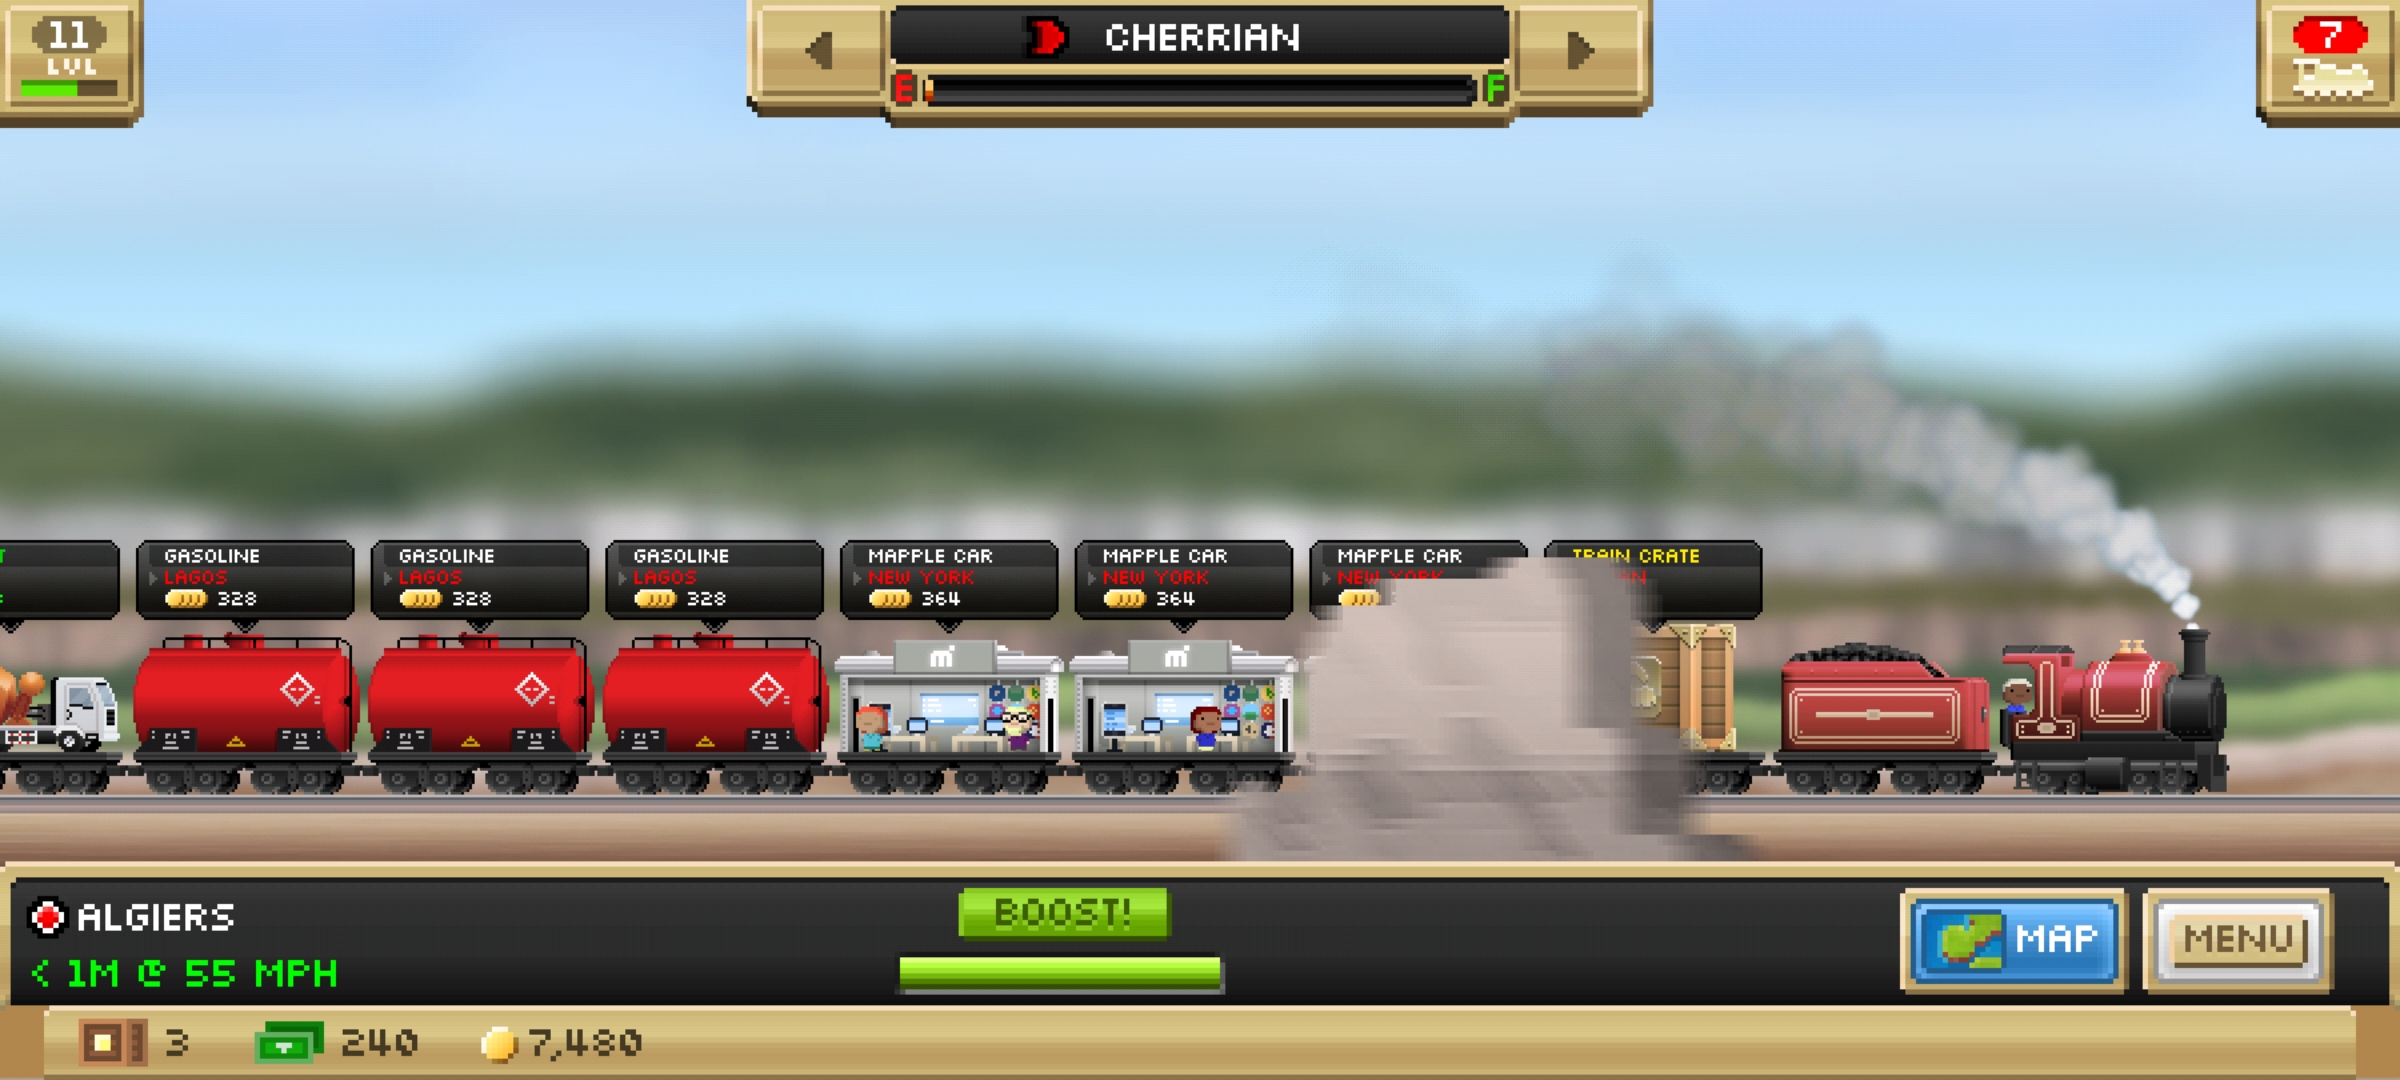 11
LVL
CHERRIAN
E F
7
GASOLINE
LAGOS
328
GASOLINE
LAGOS
328
GASOLINE
LAGOS
328
MAPPLE CAR
NEW YORK
364
MAPPLE CAR
NEW YORK
364
MAPPLE CAR
NEW YORK
TRAIN CRATE
m
m
ALGIERS
< 1M @ 55 MPH
BOOST!
MAP
MENU
3
240
7,480